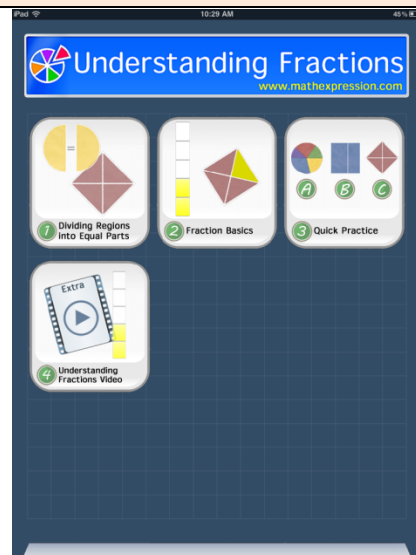 iPad 10:29 AM 45%
Understanding Fractions
www.mathexpression.com
=
A B C
1 Dividing Regions
into Equal Parts
2 Fraction Basics
3 Quick Practice
Extra
4 Understanding
Fractions Video